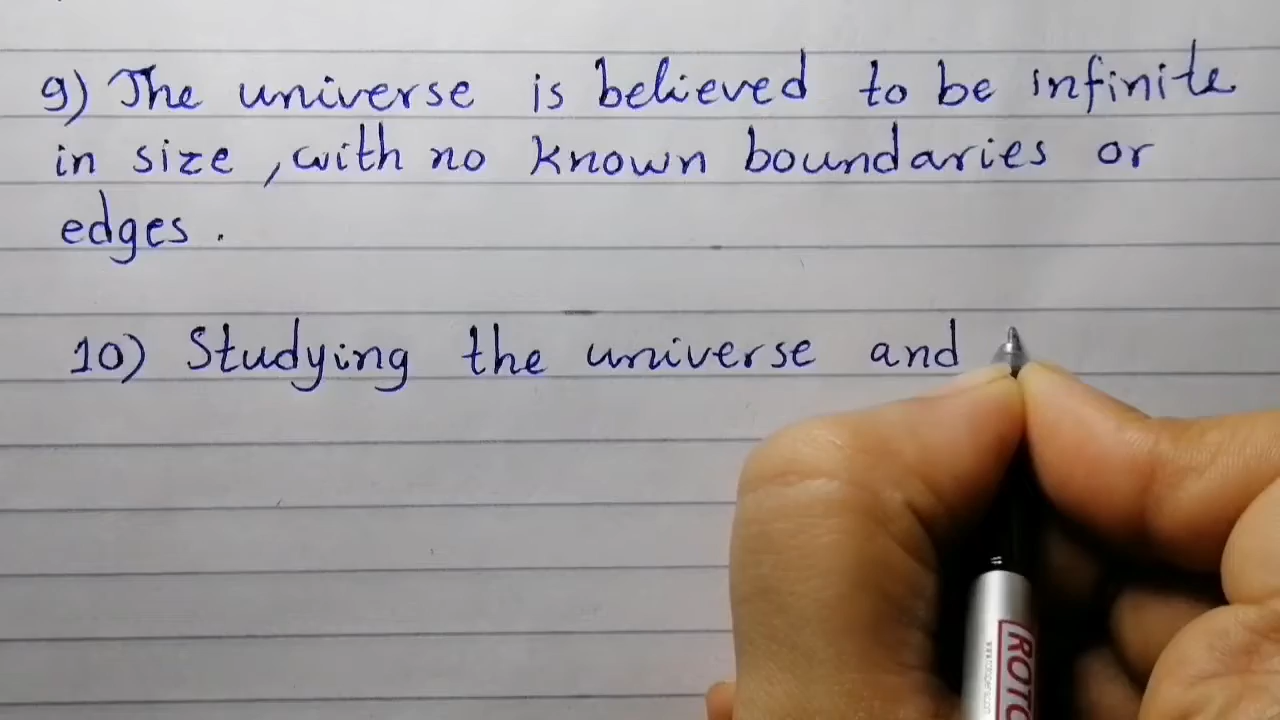 9) The universe is believed to be infinite
in size, with no known boundaries or
edges.
10) Studying the universe and
ROTO